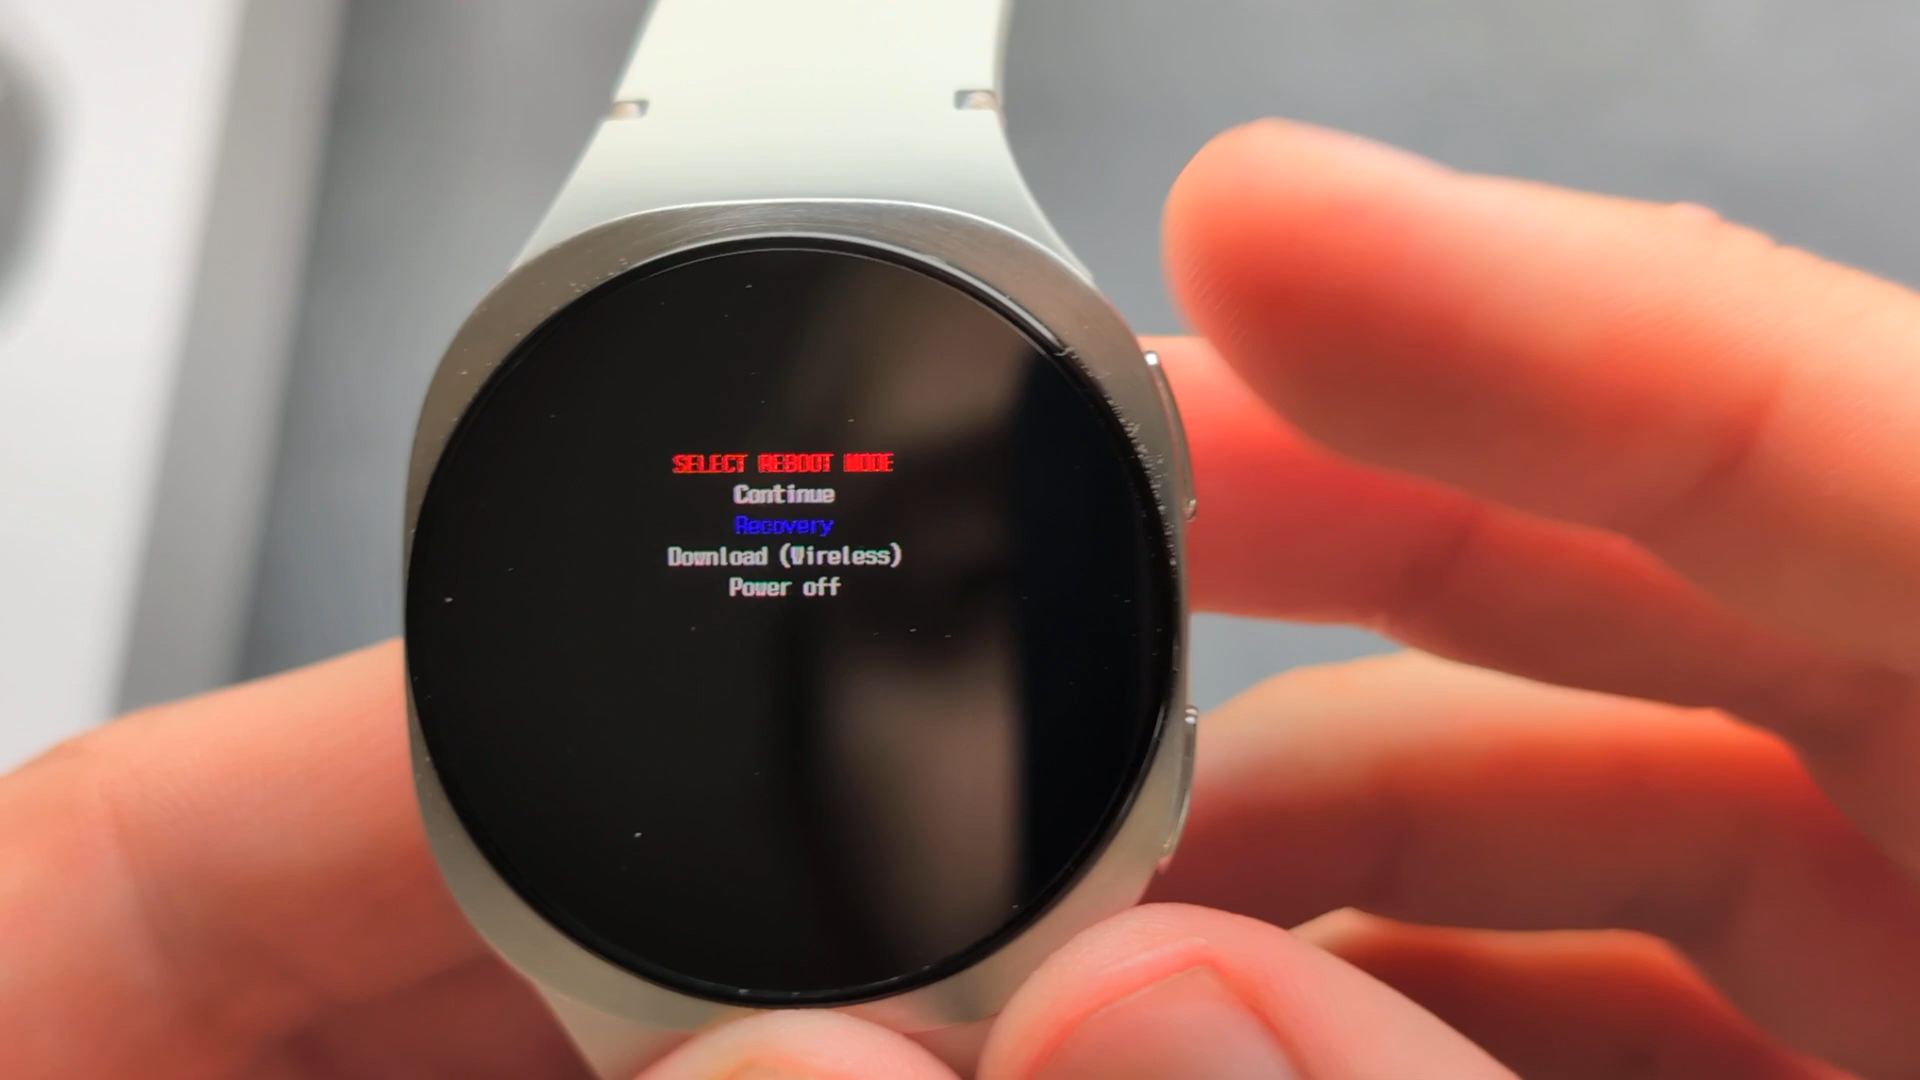 SELECT REBOOT MODE
Continue
Recovery
Download (Wireless)
Power off